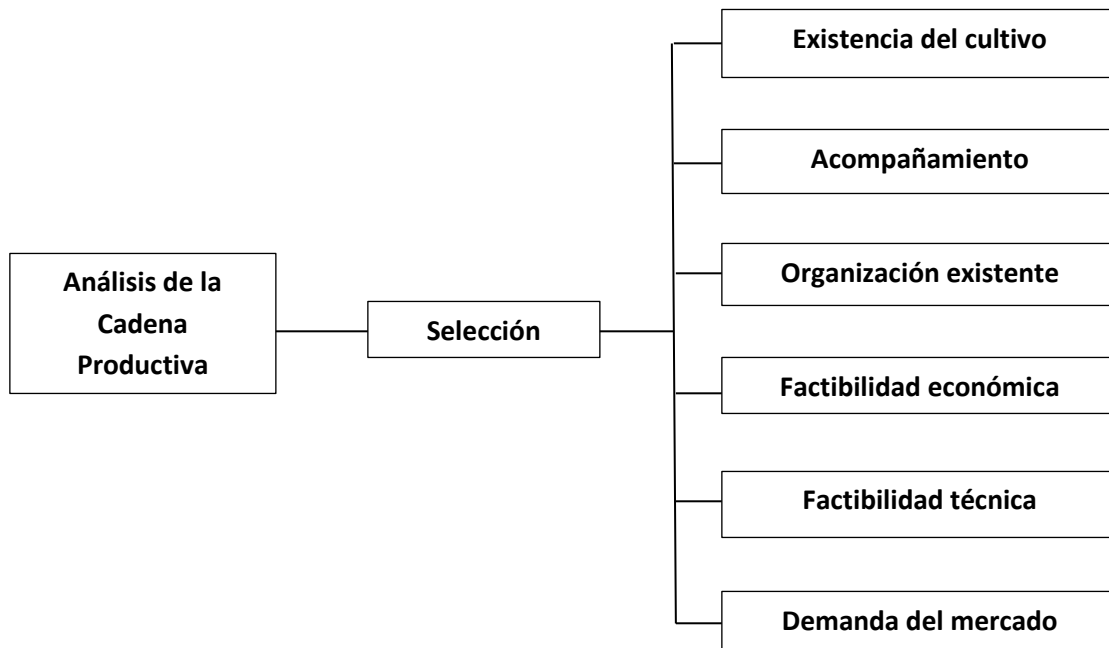 Análisis de la
Cadena
Productiva
Selección
Existencia del cultivo
Acompañamiento
Organización existente
Factibilidad económica
Factibilidad técnica
Demanda del mercado